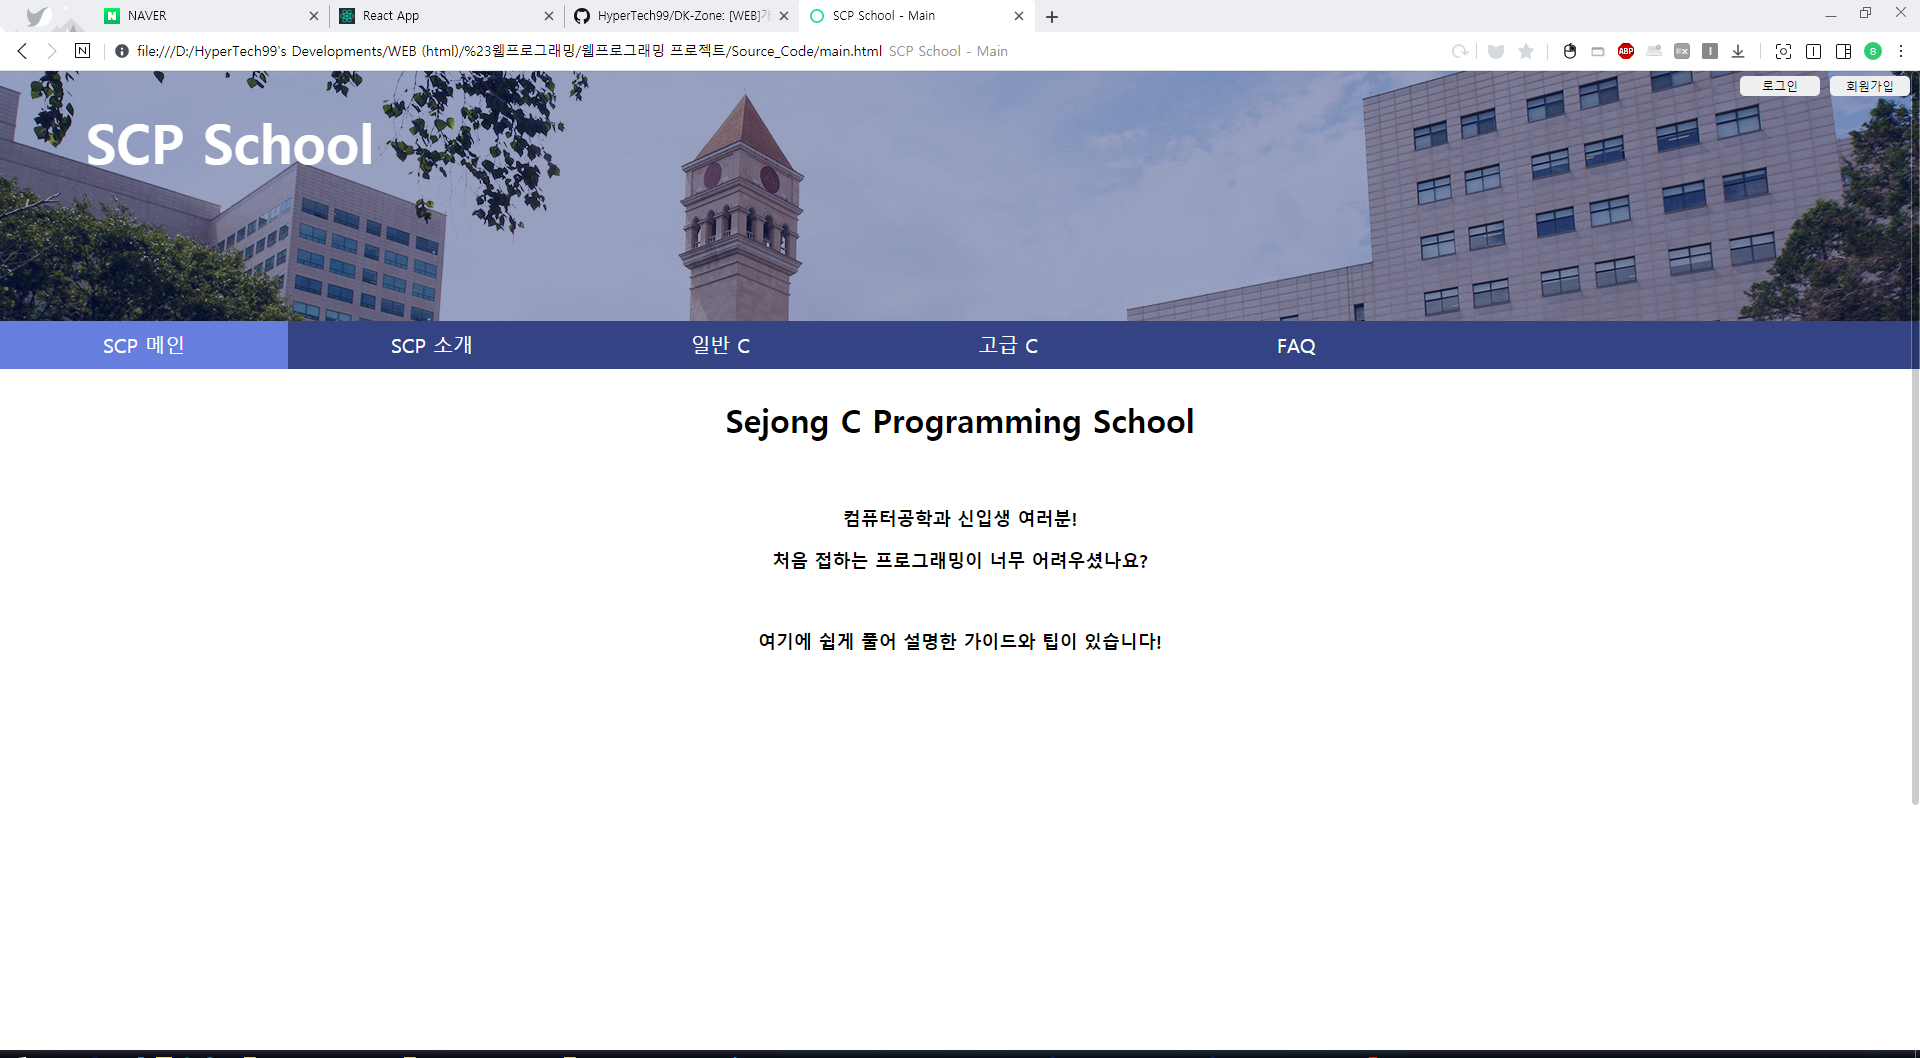 NAVER
React App
HyperTech99/DK-Zone: [WEB]
SCP School - Main
file:///D:/HyperTech99's Developments/WEB (html)/%23웹프로그래밍/웹프로그래밍 프로젝트/Source_Code/main.html SCP School - Main
ABP
EX
8
로그인
회원가입
SCP School
SCP 메인
SCP 소개
일반 C
고급 C
FAQ
Sejong C Programming School
컴퓨터공학과 신입생 여러분!
처음 접하는 프로그래밍이 너무 어려우셨나요?
여기에 쉽게 풀어 설명한 가이드와 팁이 있습니다!